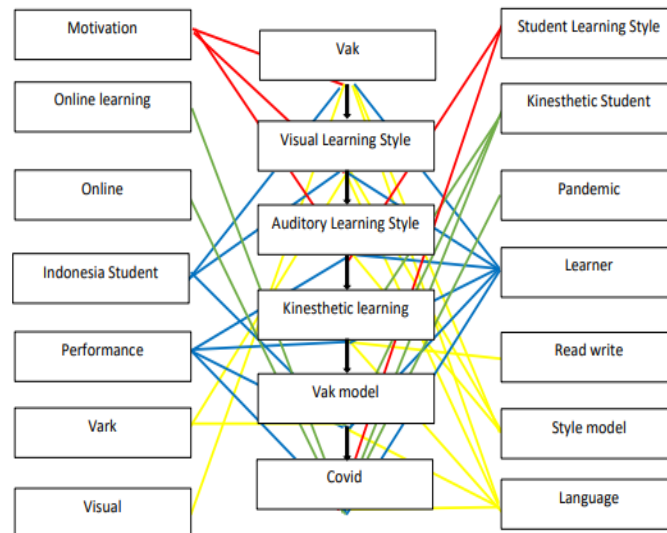 Motivation
Online learning
Online
Indonesia Student
Performance
Vark
Visual
Vak
Visual Learning Style
Auditory Learning Style
Kinesthetic learning
Vak model
Covid
Student Learning Style
Kinesthetic Student
Pandemic
Learner
Read write
Style model
Language